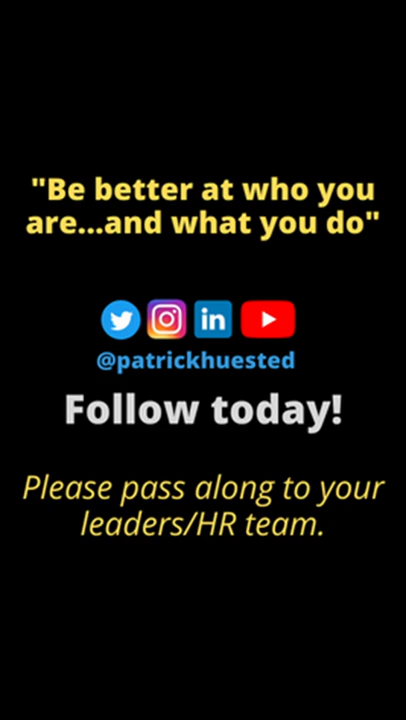 "Be better at who you
are...and what you do"
in
@patrickhuested
Follow today!
Please pass along to your
leaders/HR team.